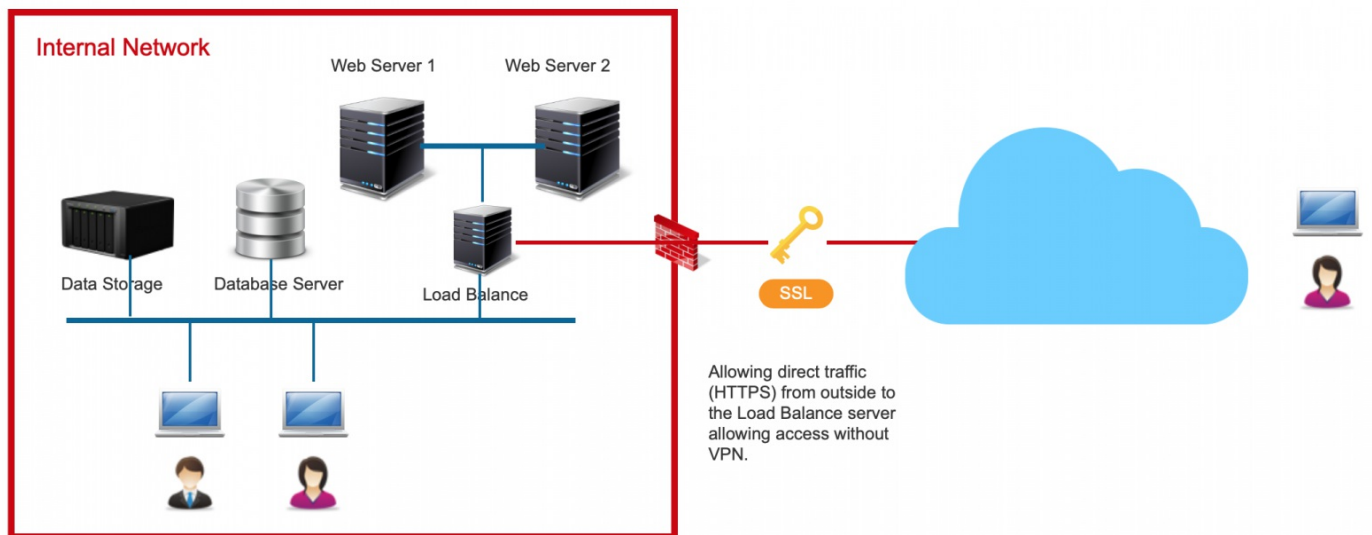 Internal Network
Web Server 1
Web Server 2
Data Storage
Database Server
Load Balance
SSL
Allowing direct traffic
(HTTPS) from outside to
the Load Balance server
allowing access without
VPN.